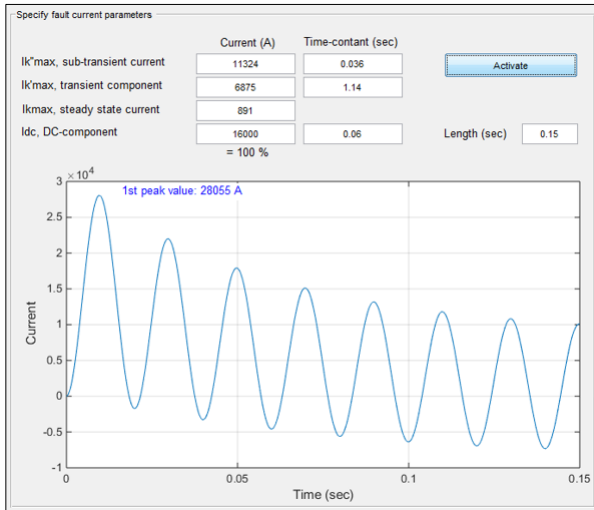 Specify fault current parameters
Current (A) Time-contant (sec)
Ik"max, sub-transient current 11324 0.036 Activate
Ik'max, transient component 6875 1.14
Ikmax, steady state current 891
Idc, DC-component 16000 0.06 Length (sec) 0.15
= 100 %
×10^4
1st peak value: 28055 A
3
2.5
2
1.5
1
0.5
0
-0.5
-1
Current
0 0.05 0.1 0.15
Time (sec)